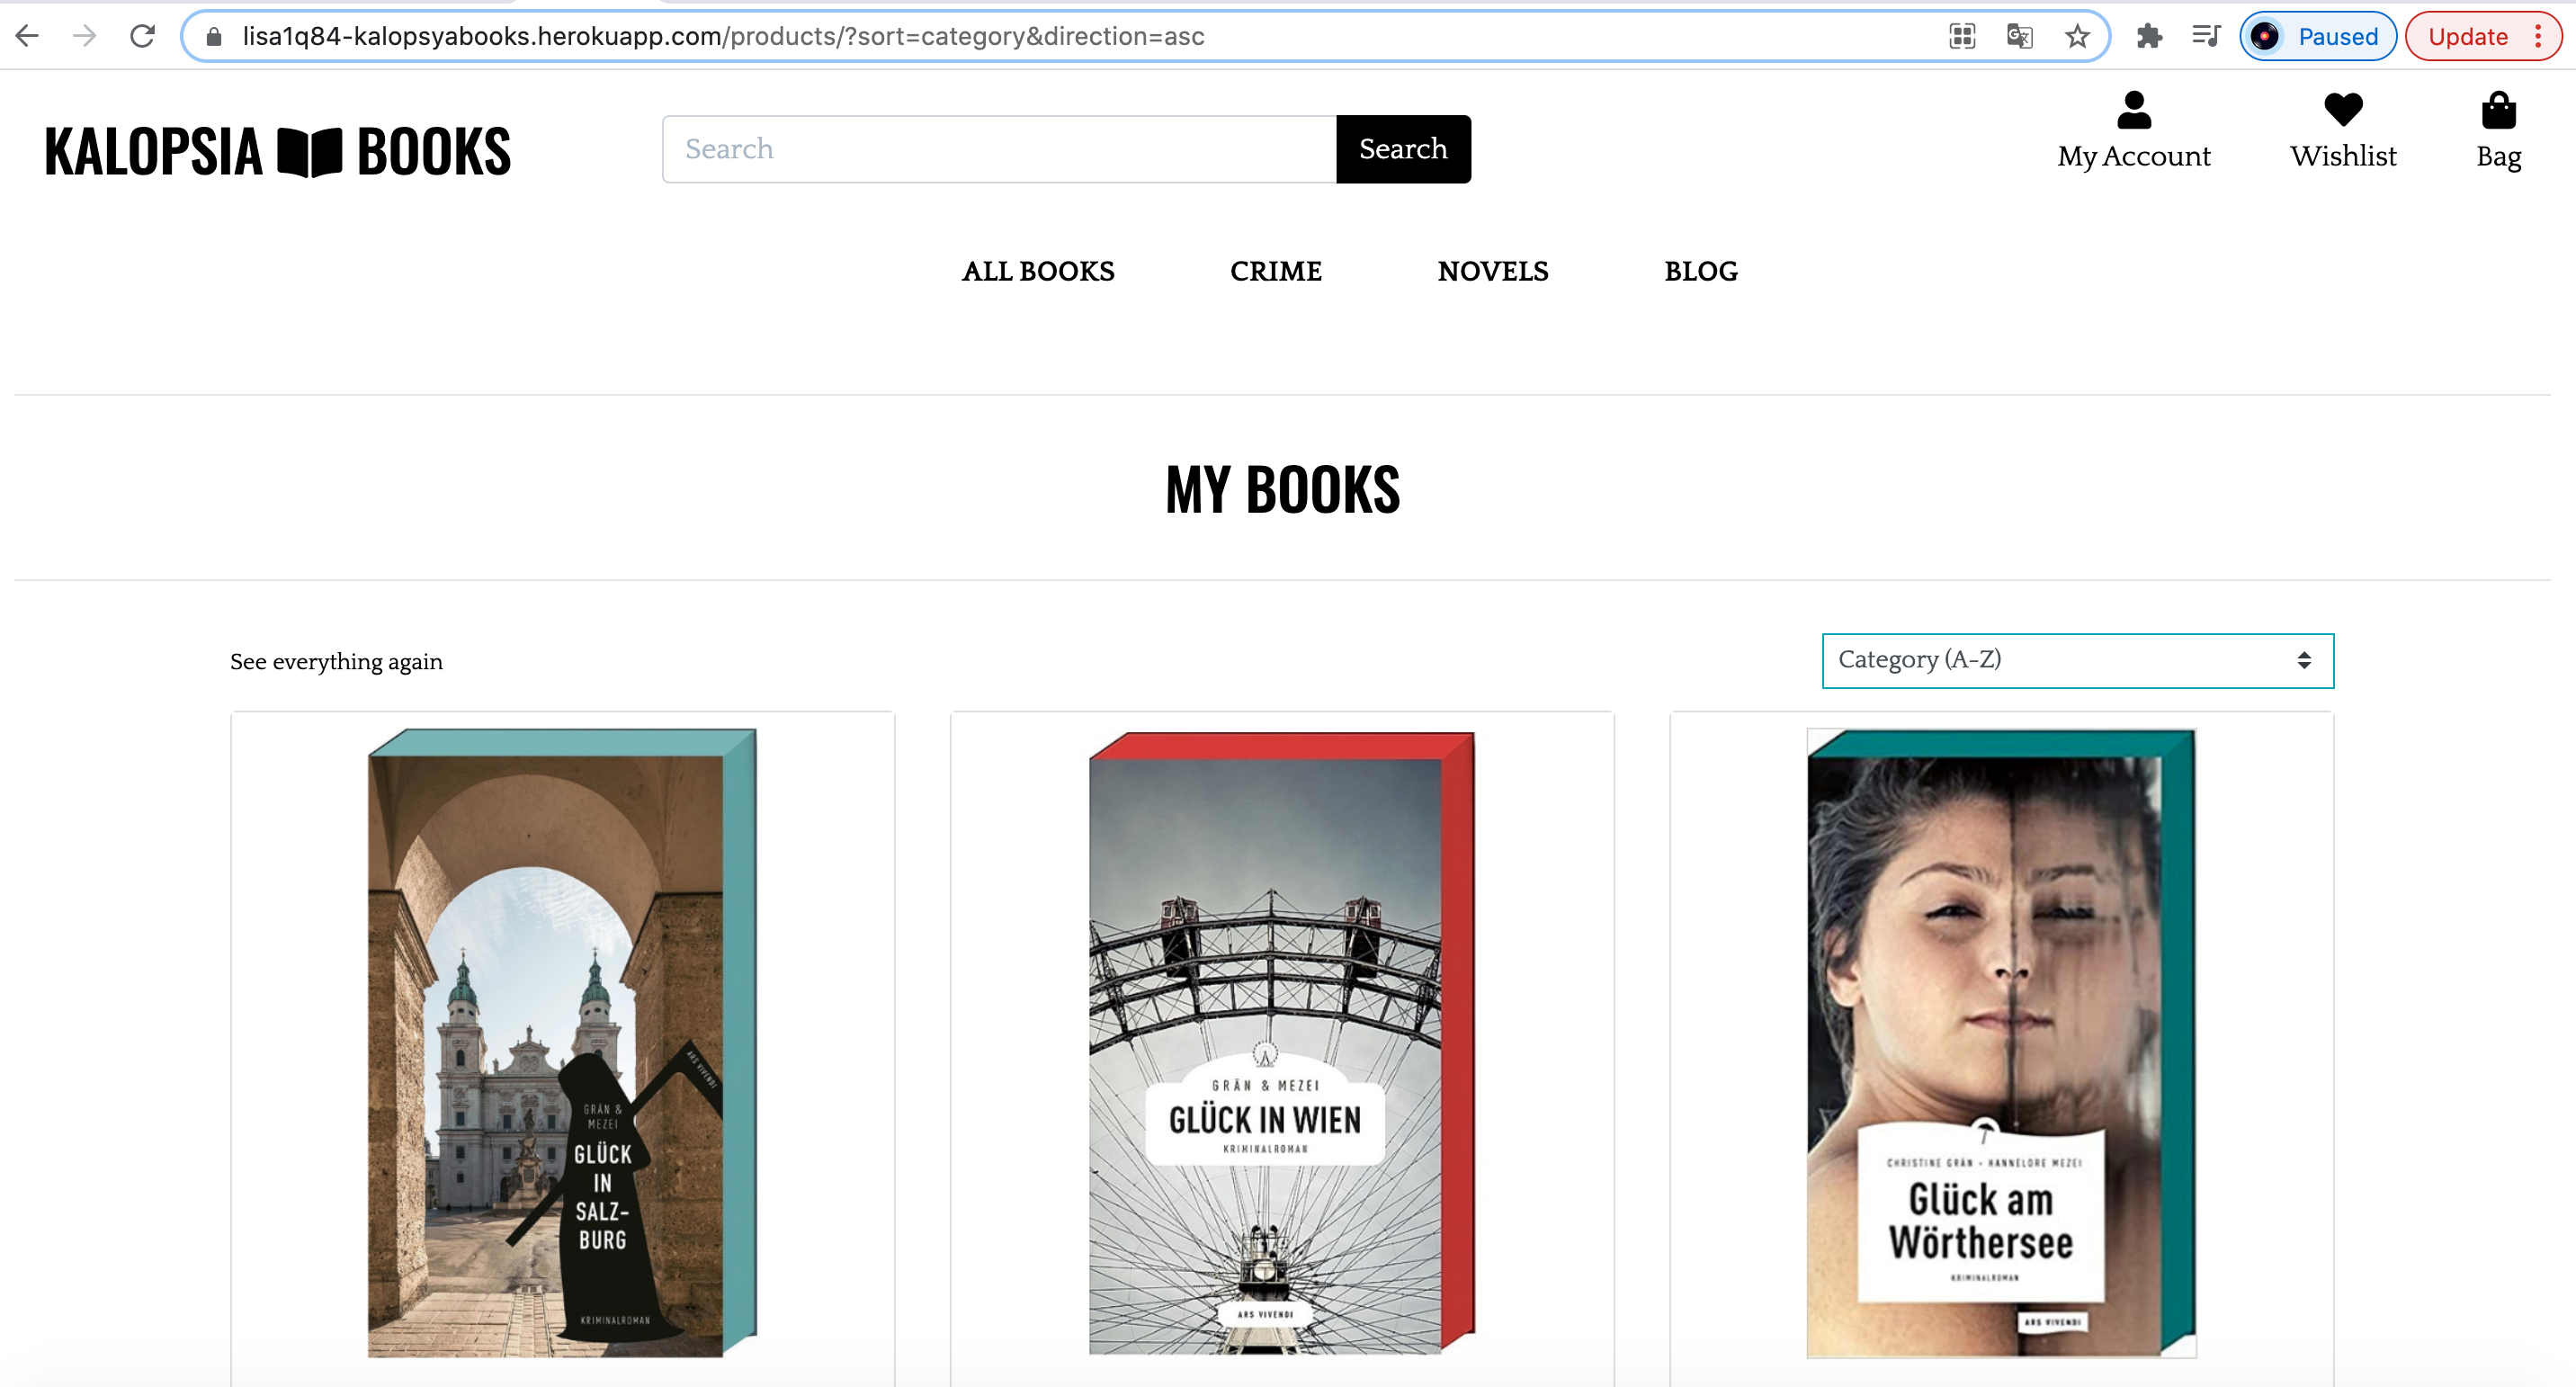 lisa1q84-kalopsyabooks.herokuapp.com/products/?sort=category&direction=asc
Paused
Update
KALOPSIA BOOKS
Search
Search
My Account
Wishlist
Bag
ALL BOOKS
CRIME
NOVELS
BLOG
MY BOOKS
See everything again
Category (A-Z)
ARS VIVENDI
GRÄN &
MEZEI
GLÜCK
IN
SALZ-
BURG
KRIMINALROMAN
GRÄN & MEZEI
GLÜCK IN WIEN
KRIMINALROMAN
ARS VIVENDI
CHRISTINE GRÄN · HANNELORE MEZEI
Glück am
Wörthersee
KRIMINALROMAN
ARS VIVENDI